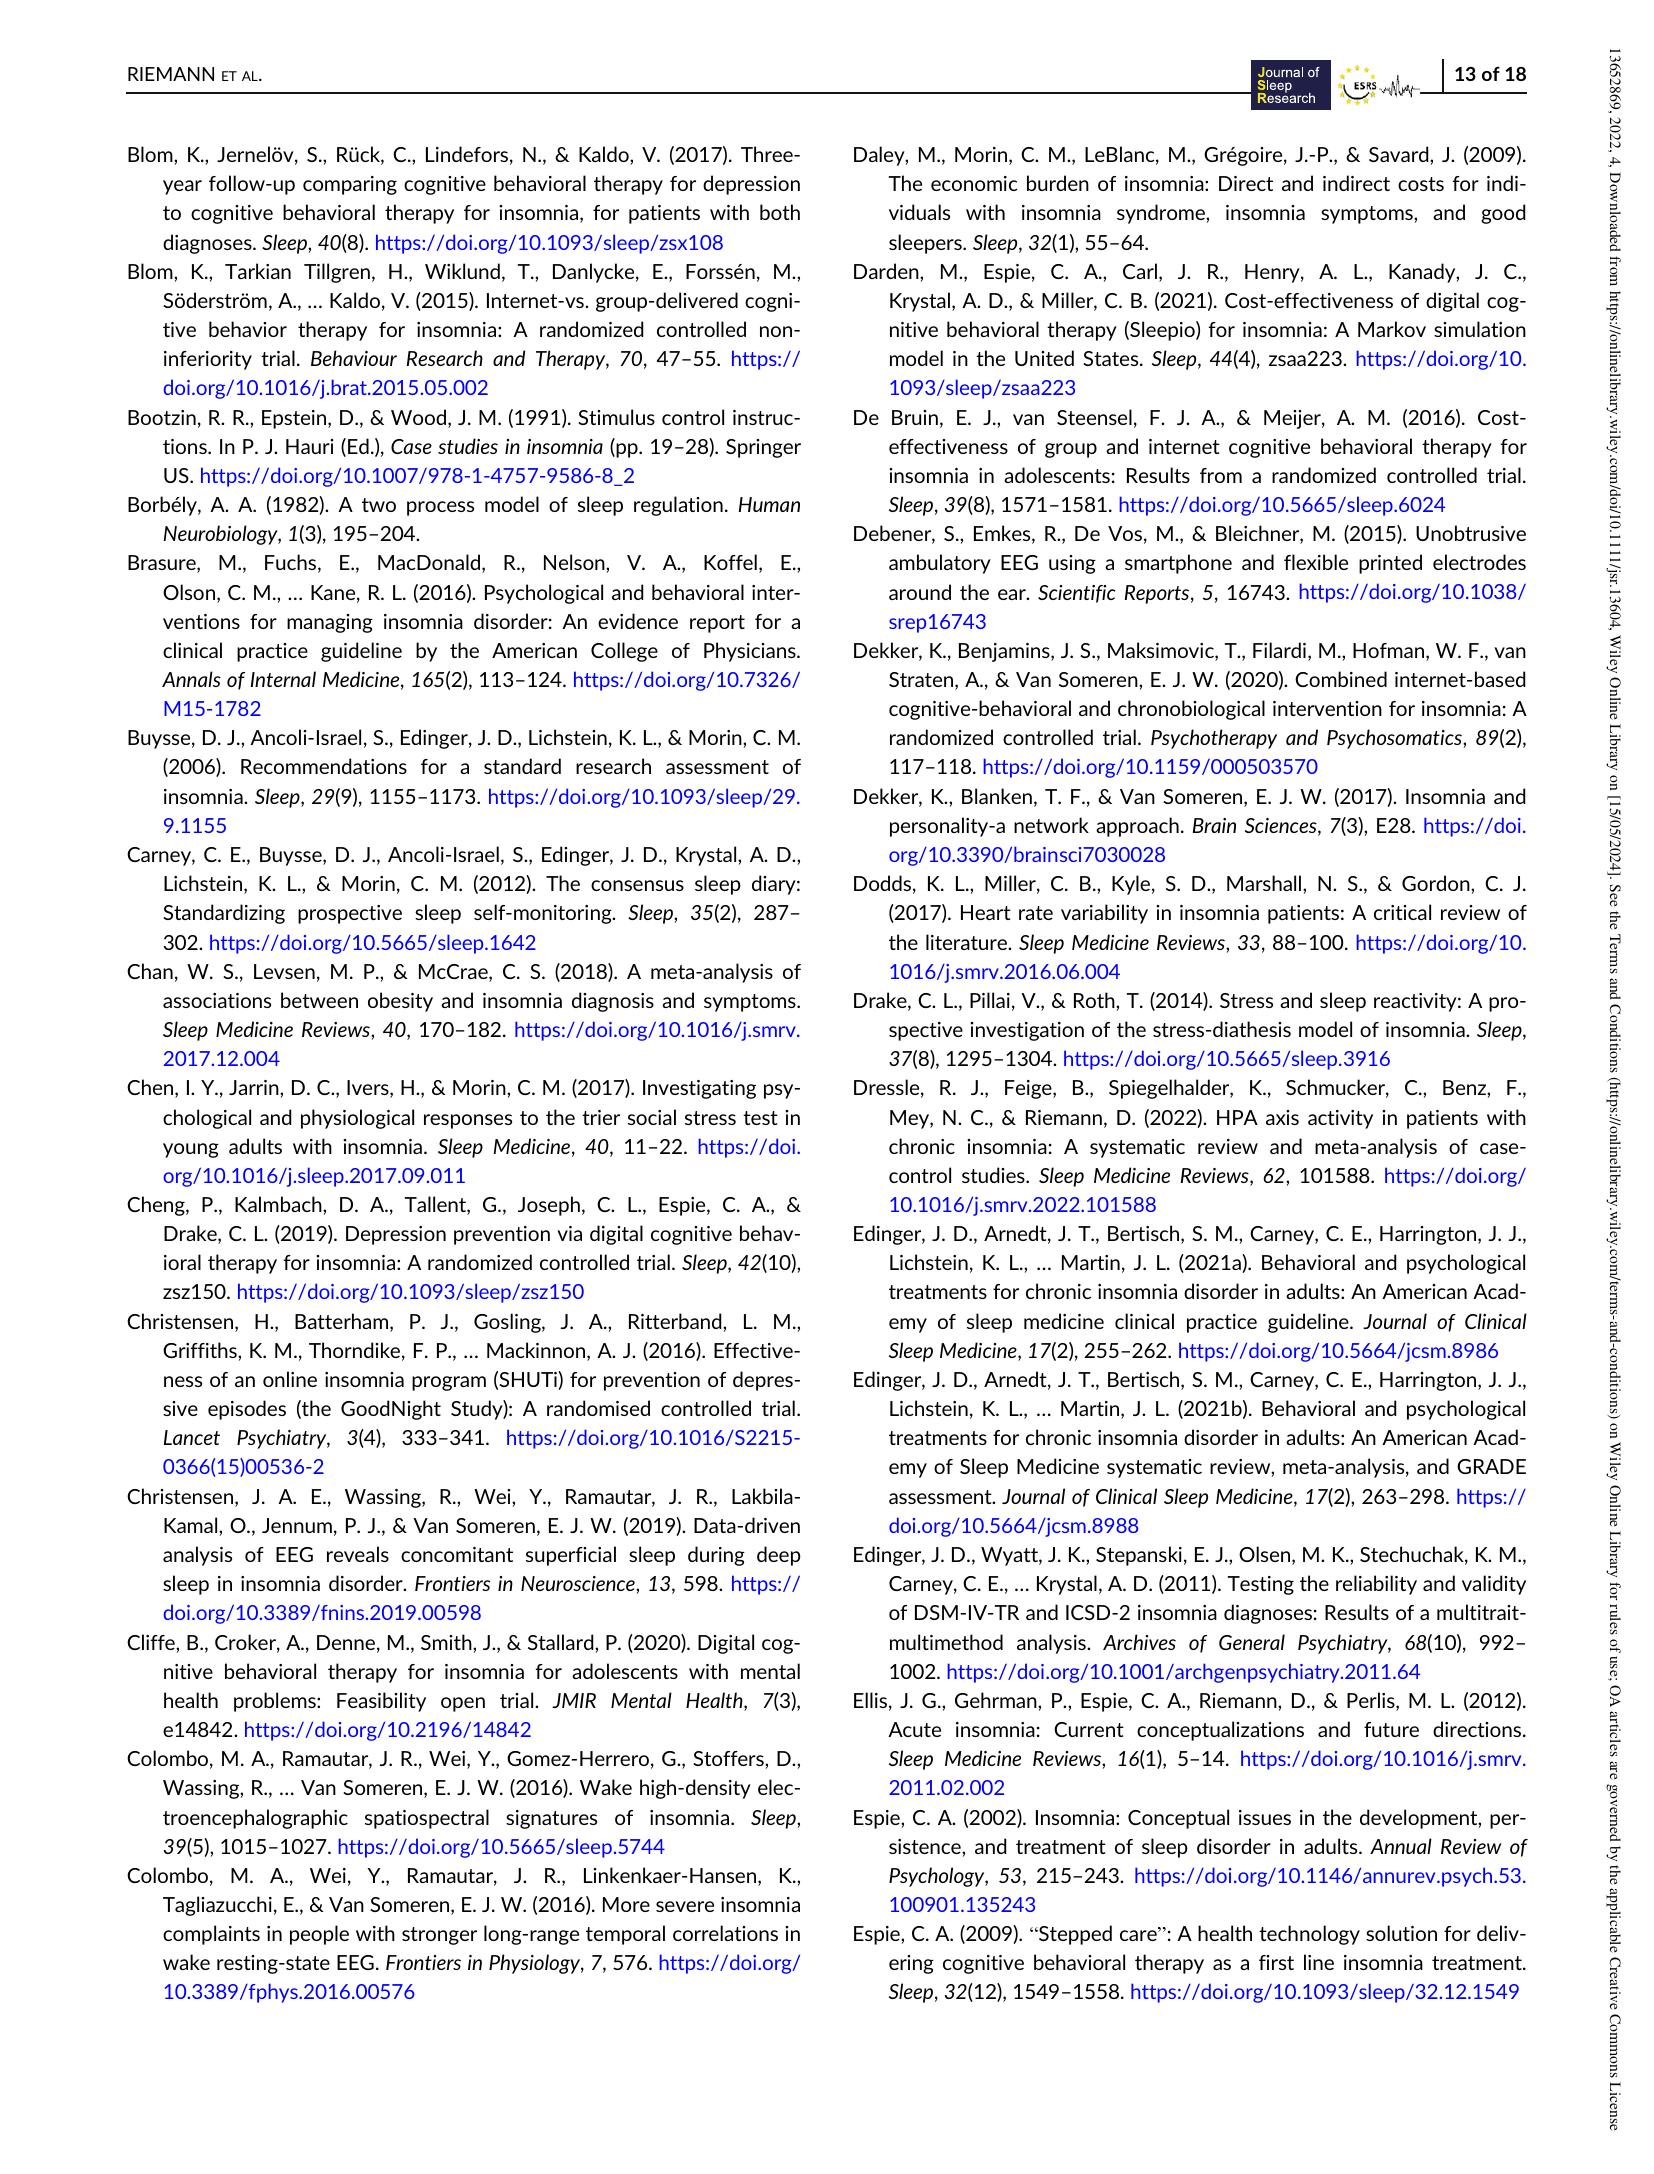 RIEMANN ET AL.
Journal of
Sleep
Research
ESRS
13 of 18
Blom, K., Jernelöv, S., Rück, C., Lindefors, N., & Kaldo, V. (2017). Three-
year follow-up comparing cognitive behavioral therapy for depression
to cognitive behavioral therapy for insomnia, for patients with both
diagnoses. Sleep, 40(8). https://doi.org/10.1093/sleep/zsx108
Blom, K., Tarkian Tillgren, H., Wiklund, T., Danlycke, E., Forssén, M.,
Söderström, A., … Kaldo, V. (2015). Internet-vs. group-delivered cogni-
tive behavior therapy for insomnia: A randomized controlled non-
inferiority trial. Behaviour Research and Therapy, 70, 47–55. https://
doi.org/10.1016/j.brat.2015.05.002
Bootzin, R. R., Epstein, D., & Wood, J. M. (1991). Stimulus control instruc-
tions. In P. J. Hauri (Ed.), Case studies in insomnia (pp. 19–28). Springer
US. https://doi.org/10.1007/978-1-4757-9586-8_2
Borbély, A. A. (1982). A two process model of sleep regulation. Human
Neurobiology, 1(3), 195–204.
Brasure, M., Fuchs, E., MacDonald, R., Nelson, V. A., Koffel, E.,
Olson, C. M., … Kane, R. L. (2016). Psychological and behavioral inter-
ventions for managing insomnia disorder: An evidence report for a
clinical practice guideline by the American College of Physicians.
Annals of Internal Medicine, 165(2), 113–124. https://doi.org/10.7326/
M15-1782
Buysse, D. J., Ancoli-Israel, S., Edinger, J. D., Lichstein, K. L., & Morin, C. M.
(2006). Recommendations for a standard research assessment of
insomnia. Sleep, 29(9), 1155–1173. https://doi.org/10.1093/sleep/29.
9.1155
Carney, C. E., Buysse, D. J., Ancoli-Israel, S., Edinger, J. D., Krystal, A. D.,
Lichstein, K. L., & Morin, C. M. (2012). The consensus sleep diary:
Standardizing prospective sleep self-monitoring. Sleep, 35(2), 287–
302. https://doi.org/10.5665/sleep.1642
Chan, W. S., Levsen, M. P., & McCrae, C. S. (2018). A meta-analysis of
associations between obesity and insomnia diagnosis and symptoms.
Sleep Medicine Reviews, 40, 170–182. https://doi.org/10.1016/j.smrv.
2017.12.004
Chen, I. Y., Jarrin, D. C., Ivers, H., & Morin, C. M. (2017). Investigating psy-
chological and physiological responses to the trier social stress test in
young adults with insomnia. Sleep Medicine, 40, 11–22. https://doi.
org/10.1016/j.sleep.2017.09.011
Cheng, P., Kalmbach, D. A., Tallent, G., Joseph, C. L., Espie, C. A., &
Drake, C. L. (2019). Depression prevention via digital cognitive behav-
ioral therapy for insomnia: A randomized controlled trial. Sleep, 42(10),
zsz150. https://doi.org/10.1093/sleep/zsz150
Christensen, H., Batterham, P. J., Gosling, J. A., Ritterband, L. M.,
Griffiths, K. M., Thorndike, F. P., … Mackinnon, A. J. (2016). Effective-
ness of an online insomnia program (SHUTi) for prevention of depres-
sive episodes (the GoodNight Study): A randomised controlled trial.
Lancet Psychiatry, 3(4), 333–341. https://doi.org/10.1016/S2215-
0366(15)00536-2
Christensen, J. A. E., Wassing, R., Wei, Y., Ramautar, J. R., Lakbila-
Kamal, O., Jennum, P. J., & Van Someren, E. J. W. (2019). Data-driven
analysis of EEG reveals concomitant superficial sleep during deep
sleep in insomnia disorder. Frontiers in Neuroscience, 13, 598. https://
doi.org/10.3389/fnins.2019.00598
Cliffe, B., Croker, A., Denne, M., Smith, J., & Stallard, P. (2020). Digital cog-
nitive behavioral therapy for insomnia for adolescents with mental
health problems: Feasibility open trial. JMIR Mental Health, 7(3),
e14842. https://doi.org/10.2196/14842
Colombo, M. A., Ramautar, J. R., Wei, Y., Gomez-Herrero, G., Stoffers, D.,
Wassing, R., … Van Someren, E. J. W. (2016). Wake high-density elec-
troencephalographic spatiospectral signatures of insomnia. Sleep,
39(5), 1015–1027. https://doi.org/10.5665/sleep.5744
Colombo, M. A., Wei, Y., Ramautar, J. R., Linkenkaer-Hansen, K.,
Tagliazucchi, E., & Van Someren, E. J. W. (2016). More severe insomnia
complaints in people with stronger long-range temporal correlations in
wake resting-state EEG. Frontiers in Physiology, 7, 576. https://doi.org/
10.3389/fphys.2016.00576
Daley, M., Morin, C. M., LeBlanc, M., Grégoire, J.-P., & Savard, J. (2009).
The economic burden of insomnia: Direct and indirect costs for indi-
viduals with insomnia syndrome, insomnia symptoms, and good
sleepers. Sleep, 32(1), 55–64.
Darden, M., Espie, C. A., Carl, J. R., Henry, A. L., Kanady, J. C.,
Krystal, A. D., & Miller, C. B. (2021). Cost-effectiveness of digital cog-
nitive behavioral therapy (Sleepio) for insomnia: A Markov simulation
model in the United States. Sleep, 44(4), zsaa223. https://doi.org/10.
1093/sleep/zsaa223
De Bruin, E. J., van Steensel, F. J. A., & Meijer, A. M. (2016). Cost-
effectiveness of group and internet cognitive behavioral therapy for
insomnia in adolescents: Results from a randomized controlled trial.
Sleep, 39(8), 1571–1581. https://doi.org/10.5665/sleep.6024
Debener, S., Emkes, R., De Vos, M., & Bleichner, M. (2015). Unobtrusive
ambulatory EEG using a smartphone and flexible printed electrodes
around the ear. Scientific Reports, 5, 16743. https://doi.org/10.1038/
srep16743
Dekker, K., Benjamins, J. S., Maksimovic, T., Filardi, M., Hofman, W. F., van
Straten, A., & Van Someren, E. J. W. (2020). Combined internet-based
cognitive-behavioral and chronobiological intervention for insomnia: A
randomized controlled trial. Psychotherapy and Psychosomatics, 89(2),
117–118. https://doi.org/10.1159/000503570
Dekker, K., Blanken, T. F., & Van Someren, E. J. W. (2017). Insomnia and
personality-a network approach. Brain Sciences, 7(3), E28. https://doi.
org/10.3390/brainsci7030028
Dodds, K. L., Miller, C. B., Kyle, S. D., Marshall, N. S., & Gordon, C. J.
(2017). Heart rate variability in insomnia patients: A critical review of
the literature. Sleep Medicine Reviews, 33, 88–100. https://doi.org/10.
1016/j.smrv.2016.06.004
Drake, C. L., Pillai, V., & Roth, T. (2014). Stress and sleep reactivity: A pro-
spective investigation of the stress-diathesis model of insomnia. Sleep,
37(8), 1295–1304. https://doi.org/10.5665/sleep.3916
Dressle, R. J., Feige, B., Spiegelhalder, K., Schmucker, C., Benz, F.,
Mey, N. C., & Riemann, D. (2022). HPA axis activity in patients with
chronic insomnia: A systematic review and meta-analysis of case-
control studies. Sleep Medicine Reviews, 62, 101588. https://doi.org/
10.1016/j.smrv.2022.101588
Edinger, J. D., Arnedt, J. T., Bertisch, S. M., Carney, C. E., Harrington, J. J.,
Lichstein, K. L., … Martin, J. L. (2021a). Behavioral and psychological
treatments for chronic insomnia disorder in adults: An American Acad-
emy of sleep medicine clinical practice guideline. Journal of Clinical
Sleep Medicine, 17(2), 255–262. https://doi.org/10.5664/jcsm.8986
Edinger, J. D., Arnedt, J. T., Bertisch, S. M., Carney, C. E., Harrington, J. J.,
Lichstein, K. L., … Martin, J. L. (2021b). Behavioral and psychological
treatments for chronic insomnia disorder in adults: An American Acad-
emy of Sleep Medicine systematic review, meta-analysis, and GRADE
assessment. Journal of Clinical Sleep Medicine, 17(2), 263–298. https://
doi.org/10.5664/jcsm.8988
Edinger, J. D., Wyatt, J. K., Stepanski, E. J., Olsen, M. K., Stechuchak, K. M.,
Carney, C. E., … Krystal, A. D. (2011). Testing the reliability and validity
of DSM-IV-TR and ICSD-2 insomnia diagnoses: Results of a multitrait-
multimethod analysis. Archives of General Psychiatry, 68(10), 992–
1002. https://doi.org/10.1001/archgenpsychiatry.2011.64
Ellis, J. G., Gehrman, P., Espie, C. A., Riemann, D., & Perlis, M. L. (2012).
Acute insomnia: Current conceptualizations and future directions.
Sleep Medicine Reviews, 16(1), 5–14. https://doi.org/10.1016/j.smrv.
2011.02.002
Espie, C. A. (2002). Insomnia: Conceptual issues in the development, per-
sistence, and treatment of sleep disorder in adults. Annual Review of
Psychology, 53, 215–243. https://doi.org/10.1146/annurev.psych.53.
100901.135243
Espie, C. A. (2009). “Stepped care”: A health technology solution for deliv-
ering cognitive behavioral therapy as a first line insomnia treatment.
Sleep, 32(12), 1549–1558. https://doi.org/10.1093/sleep/32.12.1549
13652869, 2022, 4, Downloaded from https://onlinelibrary.wiley.com/doi/10.1111/jsr.13604, Wiley Online Library on [15/05/2024]. See the Terms and Conditions (https://onlinelibrary.wiley.com/terms-and-conditions) on Wiley Online Library for rules of use; OA articles are governed by the applicable Creative Commons License